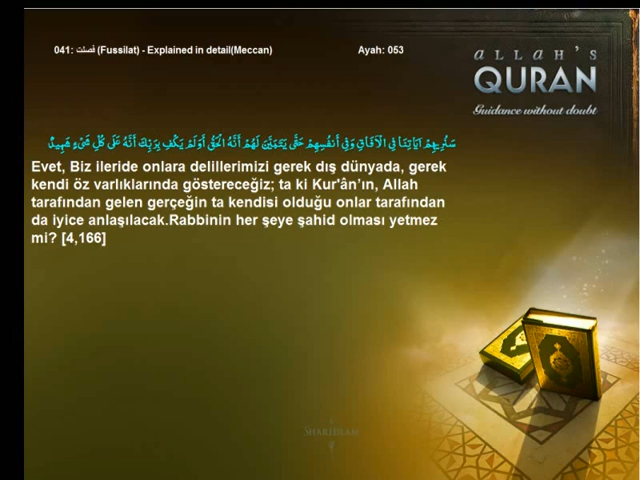 041: فصلت (Fussilat) - Explained in detail(Meccan) Ayah: 053
ALLAH'S
QURAN
Guidance without doubt
سَنُرِيهِمْ آيَاتِنَا فِي الْآفَاقِ وَفِي أَنفُسِهِمْ حَتَّىٰ يَتَبَيَّنَ لَهُمْ أَنَّهُ الْحَقُّ أَوَلَمْ يَكْفِ بِرَبِّكَ أَنَّهُ عَلَىٰ كُلِّ شَيْءٍ شَهِيدٌ
Evet, Biz ileride onlara delillerimizi gerek dış dünyada, gerek
kendi öz varlıklarında göstereceğiz; ta ki Kur'ân’ın, Allah
tarafından gelen gerçeğin ta kendisi olduğu onlar tarafından
da iyice anlaşılacak.Rabbinin her şeye şahid olması yetmez
mi? [4,166]